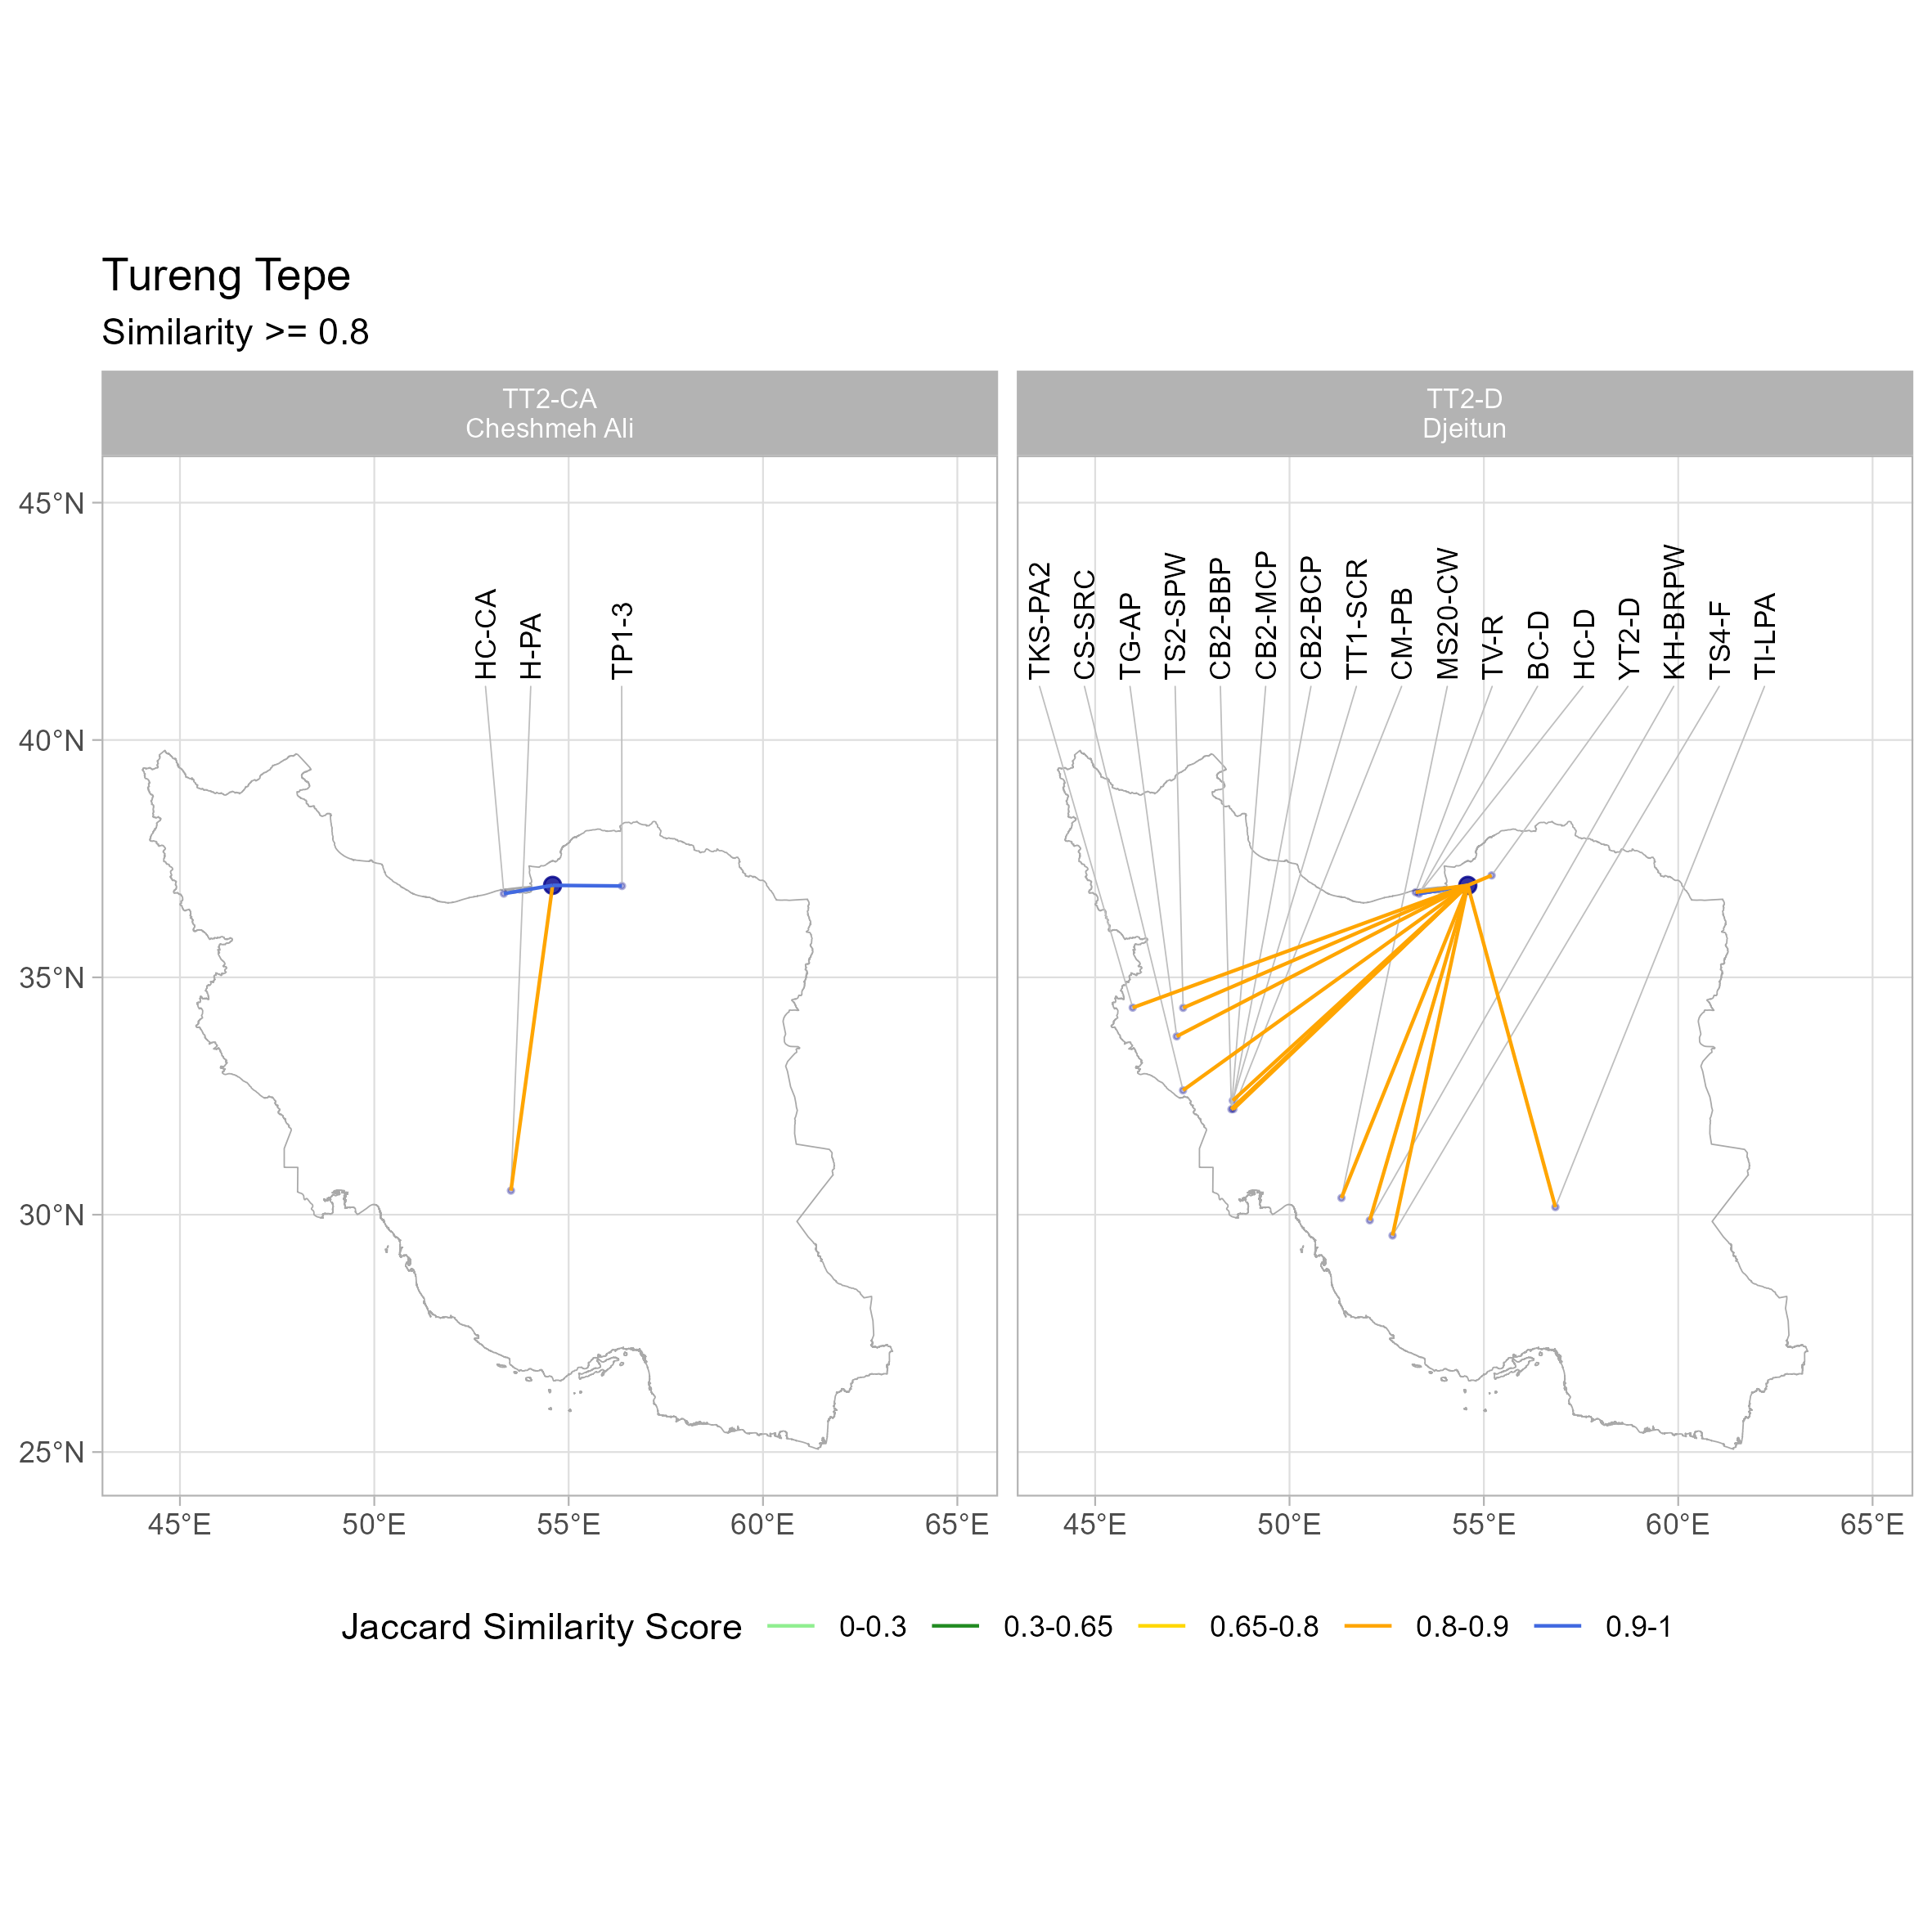 Tureng Tepe
Similarity >= 0.8
TT2-CA
Cheshmeh Ali
TT2-D
Djeitun
HC-CA
H-PA
TP1-3
TKS-PA2
CS-SRC
TG-AP
TS2-SPW
CB2-BBP
CB2-MCP
CB2-BCP
TT1-SCR
CM-PB
MS20-CW
TV-R
BC-D
HC-D
YT2-D
KH-BRPW
TS4-F
TI-LPA
45°N
40°N
35°N
30°N
25°N
45°E 50°E 55°E 60°E 65°E
45°E 50°E 55°E 60°E 65°E
Jaccard Similarity Score 0-0.3 0.3-0.65 0.65-0.8 0.8-0.9 0.9-1